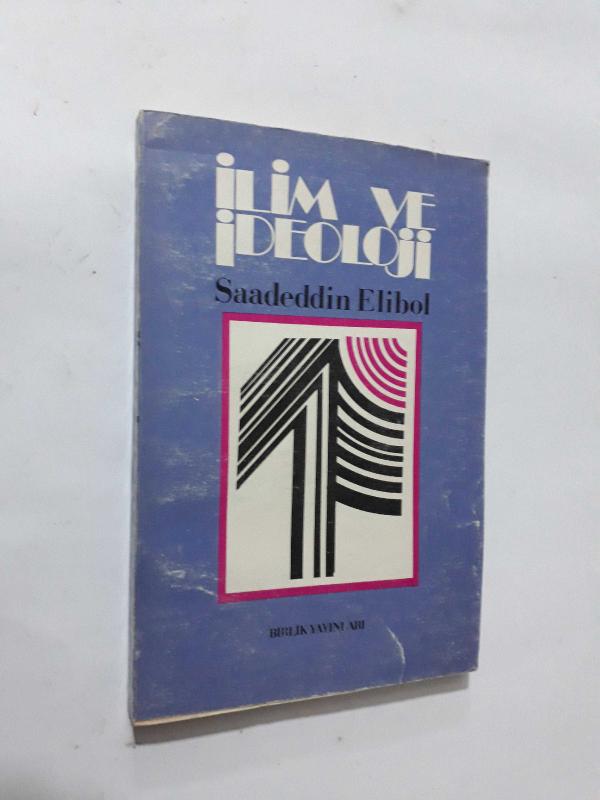 İLİM VE
İDEOLOJİ
Saadeddin Elibol
BİRLİK YAYINLARI